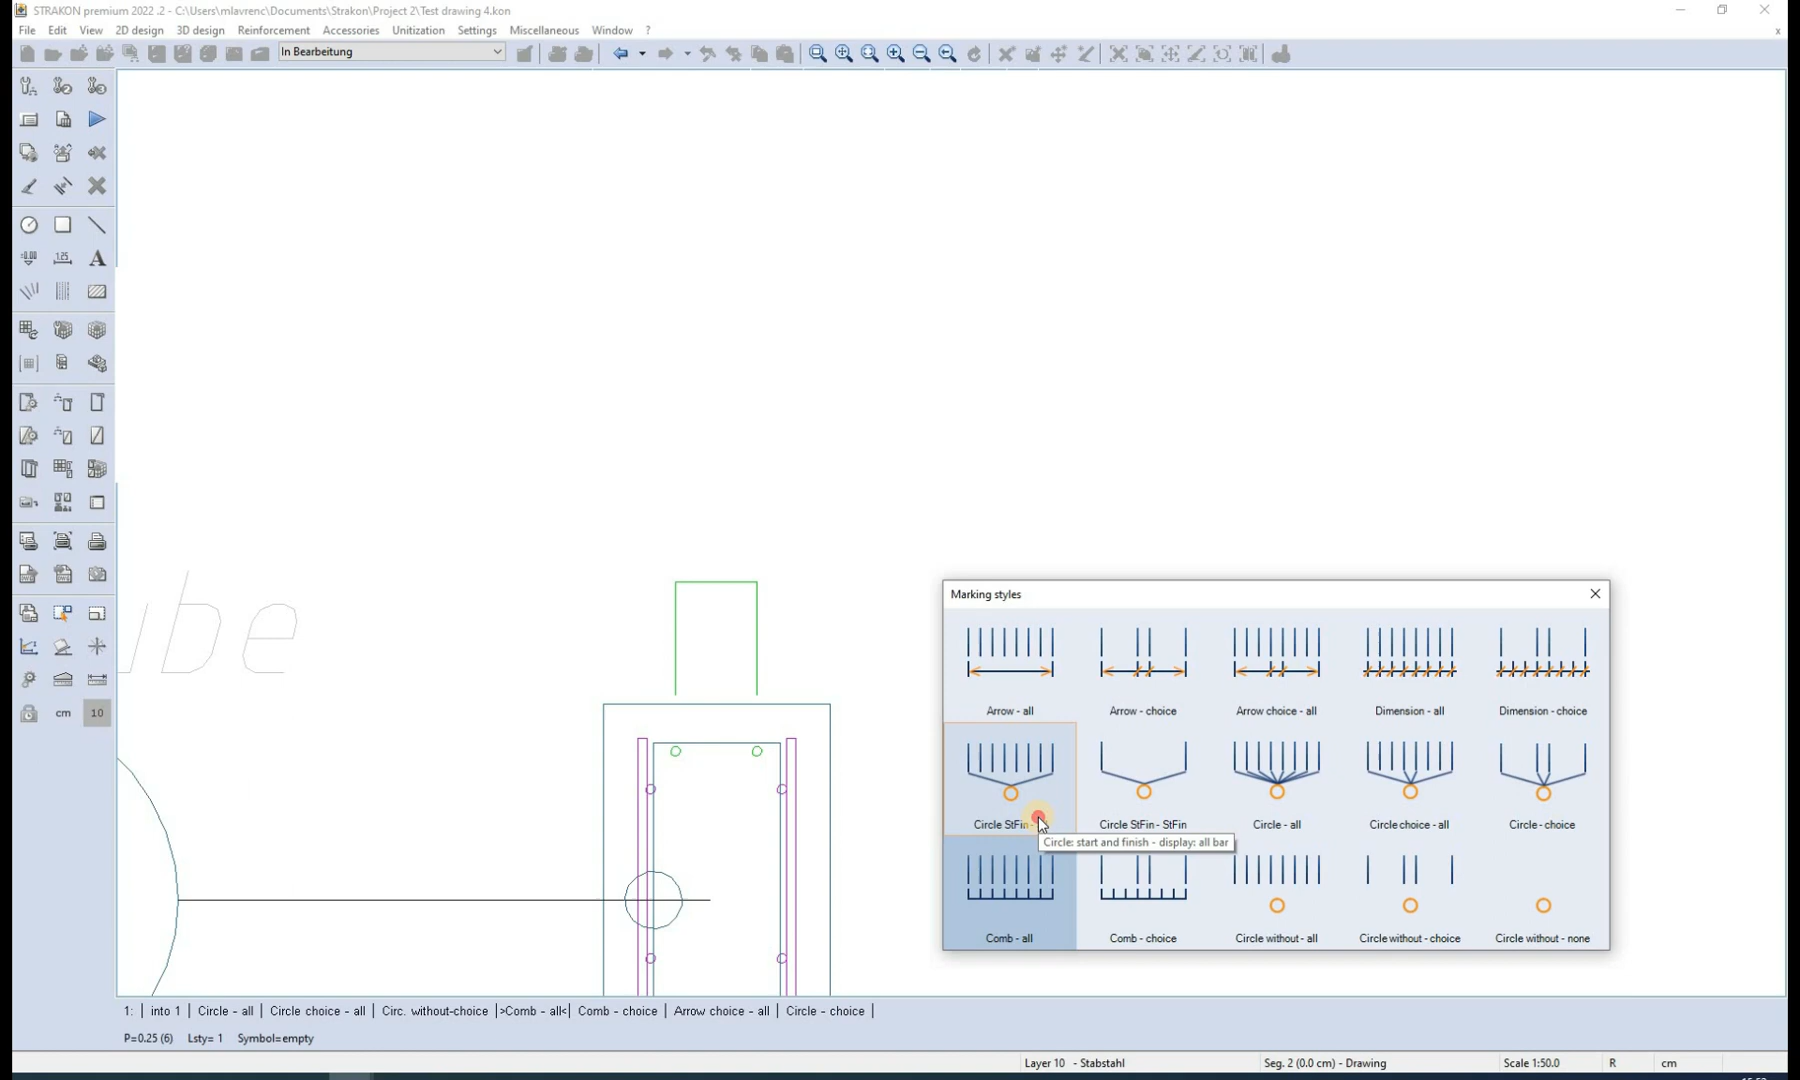 STRAKON premium 2022 .2 - C:\Users\mlavrenc\Documents\Strakon\Project 2\Test drawing 4.kon
File Edit View 2D design 3D design Reinforcement Accessories Unitization Settings Miscellaneous Window ?
In Bearbeitung
1.25
A
cm 10
ube
Marking styles
Arrow - all Arrow - choice Arrow choice - all Dimension - all Dimension - choice
Circle StFin - Circle StFin - StFin Circle - all Circle choice - all Circle - choice
Circle: start and finish - display: all bar
Comb - all Comb - choice Circle without - all Circle without - choice Circle without - none
1: | into 1 | Circle - all | Circle choice - all | Circ. without-choice |>Comb - all<| Comb - choice | Arrow choice - all | Circle - choice |
P=0.25 (6) Lsty= 1 Symbol=empty
Layer 10 - Stabstahl Seg. 2 (0.0 cm) - Drawing Scale 1:50.0 R cm